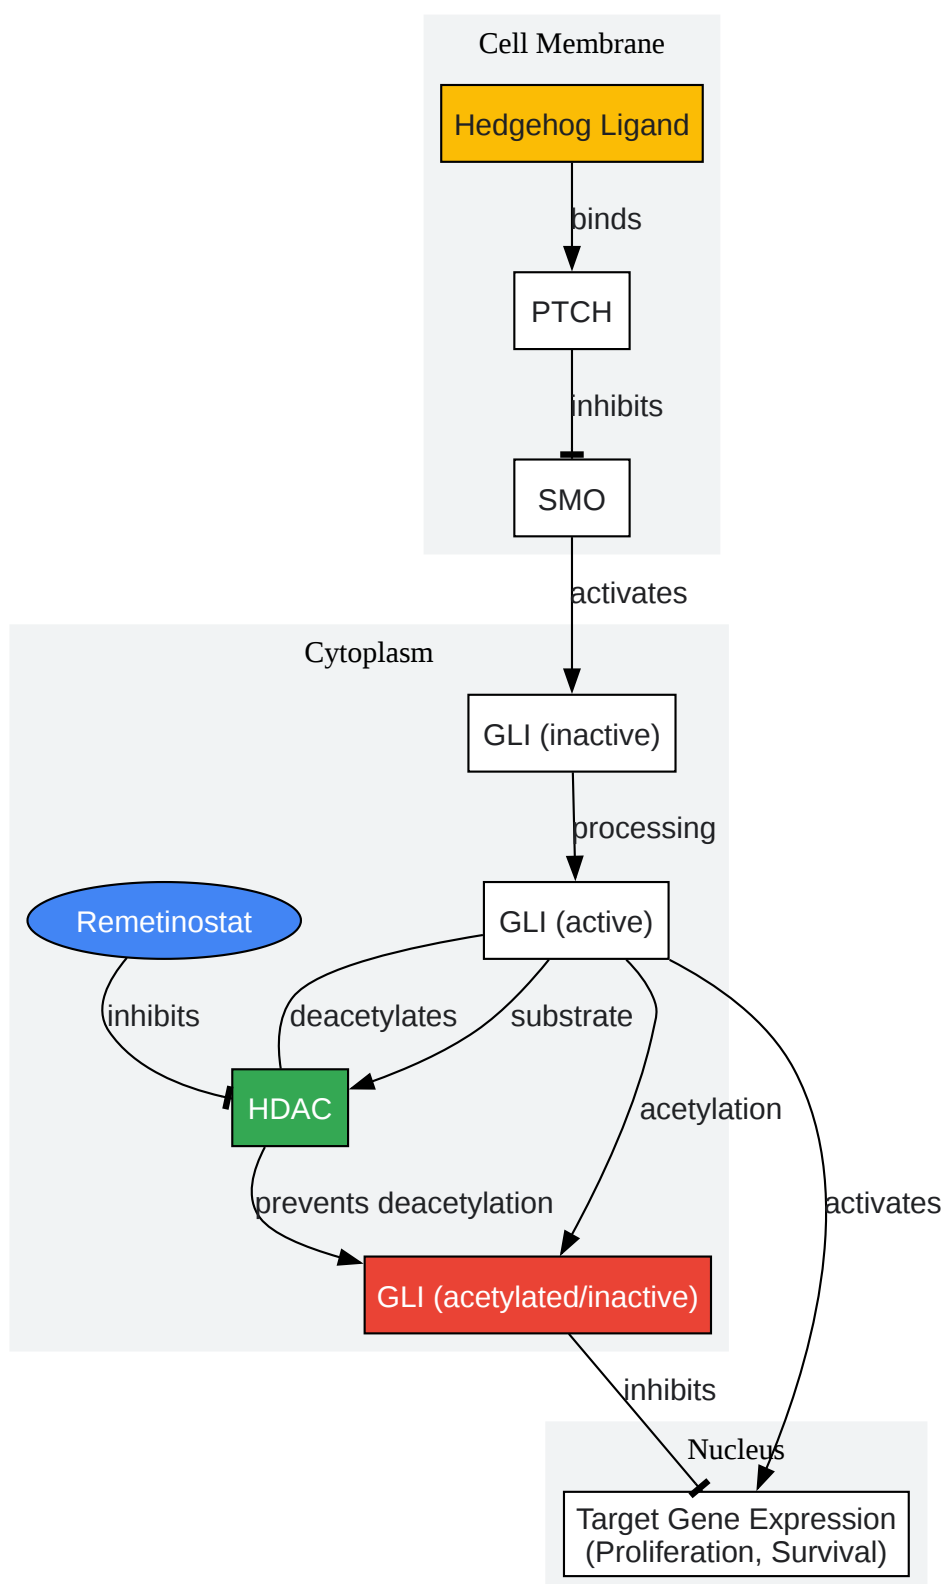 Cell Membrane
Hedgehog Ligand
binds
PTCH
inhibits
SMO
activates
Cytoplasm
GLI (inactive)
processing
Remetinostat
GLI (active)
inhibits
deacetylates
substrate
HDAC
acetylation
prevents deacetylation
activates
GLI (acetylated/inactive)
inhibits
Nucleus
Target Gene Expression
(Proliferation, Survival)